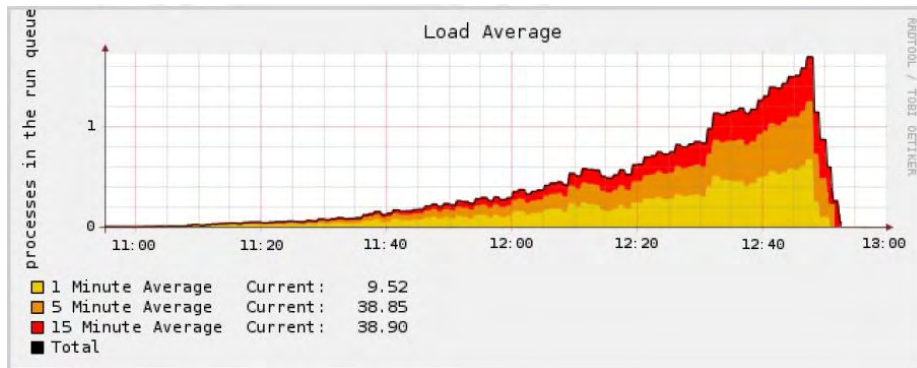 Load Average
processes in the run queue
1
0
11:00 11:20 11:40 12:00 12:20 12:40 13:00
1 Minute Average Current: 9.52
5 Minute Average Current: 38.85
15 Minute Average Current: 38.90
Total
RRDTOOL / TOBI OETIKER